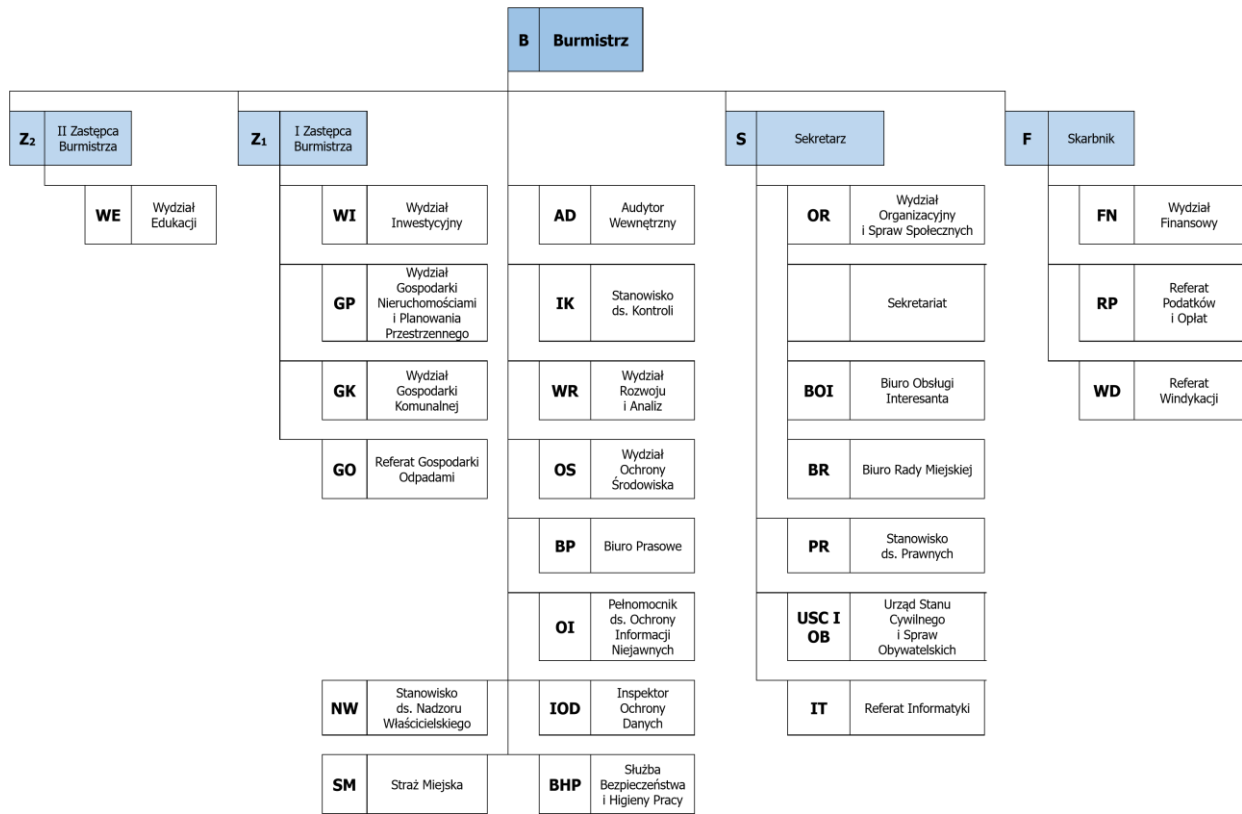 B Burmistrz
Z₂ II Zastępca
Burmistrza
Z₁ I Zastępca
Burmistrza
S Sekretarz
F Skarbnik
WE Wydział
Edukacji
WI Wydział
Inwestycyjny
AD Audytor
Wewnętrzny
OR Wydział
Organizacyjny
i Spraw Społecznych
FN Wydział
Finansowy
GP Wydział
Gospodarki
Nieruchomościami
i Planowania
Przestrzennego
IK Stanowisko
ds. Kontroli
Sekretariat
RP Referat
Podatków
i Opłat
GK Wydział
Gospodarki
Komunalnej
WR Wydział
Rozwoju
i Analiz
BOI Biuro Obsługi
Interesanta
WD Referat
Windykacji
GO Referat Gospodarki
Odpadami
OS Wydział
Ochrony
Środowiska
BR Biuro Rady Miejskiej
BP Biuro Prasowe
PR Stanowisko
ds. Prawnych
OI Pełnomocnik
ds. Ochrony
Informacji
Niejawnych
USC I
OB Urząd Stanu
Cywilnego
i Spraw
Obywatelskich
NW Stanowisko
ds. Nadzoru
Właścicielskiego
IOD Inspektor
Ochrony
Danych
IT Referat Informatyki
SM Straż Miejska
BHP Służba
Bezpieczeństwa
i Higieny Pracy